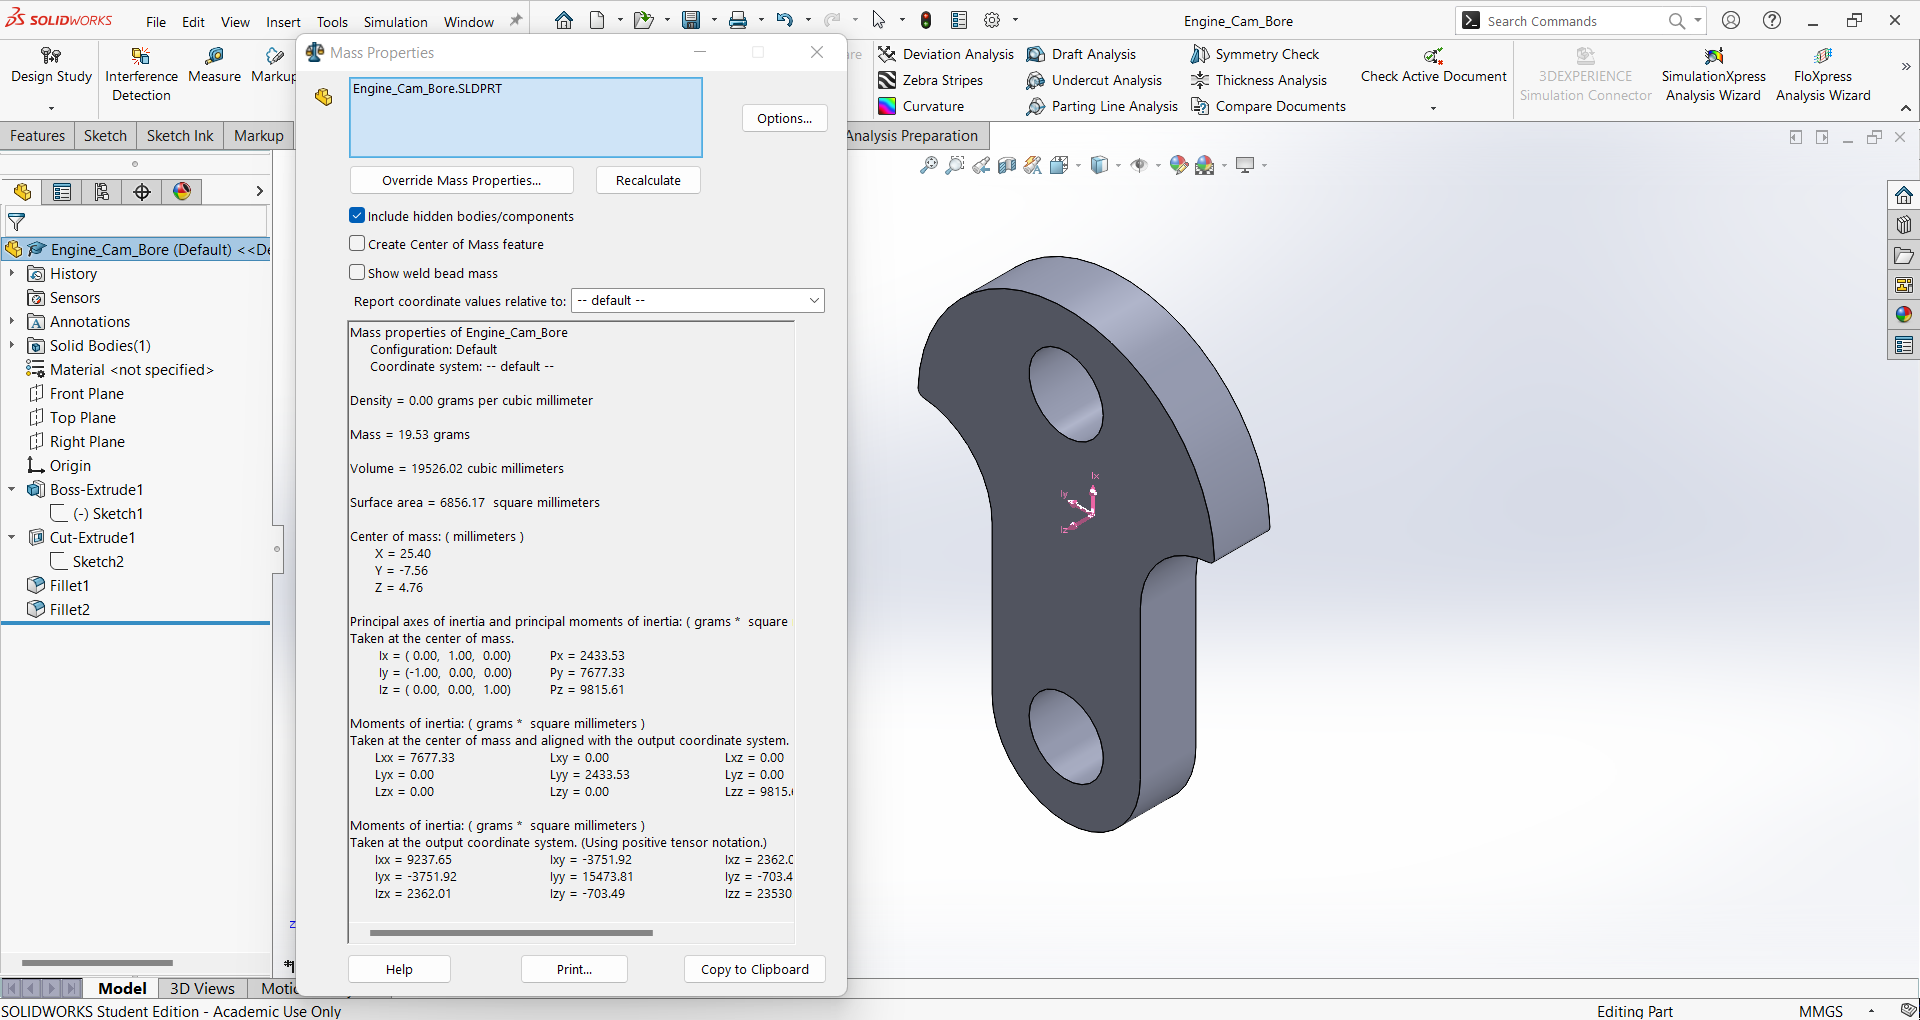 SOLIDWORKS
File Edit View Insert Tools Simulation Window
Engine_Cam_Bore
Search Commands
Design Study
Interference Detection
Measure
Markup
Deviation Analysis
Zebra Stripes
Curvature
Draft Analysis
Undercut Analysis
Parting Line Analysis
Symmetry Check
Thickness Analysis
Compare Documents
Check Active Document
3DEXPERIENCE
Simulation Connector
SimulationXpress
Analysis Wizard
FloXpress
Analysis Wizard
Features Sketch Sketch Ink Markup
Analysis Preparation
Engine_Cam_Bore (Default) <<De
History
Sensors
Annotations
Solid Bodies(1)
Material <not specified>
Front Plane
Top Plane
Right Plane
Origin
Boss-Extrude1
(-) Sketch1
Cut-Extrude1
Sketch2
Fillet1
Fillet2
Mass Properties
Engine_Cam_Bore.SLDPRT
Options...
Override Mass Properties...
Recalculate
Include hidden bodies/components
Create Center of Mass feature
Show weld bead mass
Report coordinate values relative to: -- default --
Mass properties of Engine_Cam_Bore
Configuration: Default
Coordinate system: -- default --
Density = 0.00 grams per cubic millimeter
Mass = 19.53 grams
Volume = 19526.02 cubic millimeters
Surface area = 6856.17 square millimeters
Center of mass: ( millimeters )
X = 25.40
Y = -7.56
Z = 4.76
Principal axes of inertia and principal moments of inertia: ( grams * square
Taken at the center of mass.
Ix = ( 0.00, 1.00, 0.00) Px = 2433.53
Iy = (-1.00, 0.00, 0.00) Py = 7677.33
Iz = ( 0.00, 0.00, 1.00) Pz = 9815.61
Moments of inertia: ( grams * square millimeters )
Taken at the center of mass and aligned with the output coordinate system.
Lxx = 7677.33 Lxy = 0.00 Lxz = 0.00
Lyx = 0.00 Lyy = 2433.53 Lyz = 0.00
Lzx = 0.00 Lzy = 0.00 Lzz = 9815.6
Moments of inertia: ( grams * square millimeters )
Taken at the output coordinate system. (Using positive tensor notation.)
Ixx = 9237.65 Ixy = -3751.92 Ixz = 2362.0
Iyx = -3751.92 Iyy = 15473.81 Iyz = -703.4
Izx = 2362.01 Izy = -703.49 Izz = 23530
Help
Print...
Copy to Clipboard
Ix
Iy
Iz
z
Model 3D Views Motio
SOLIDWORKS Student Edition - Academic Use Only
Editing Part
MMGS